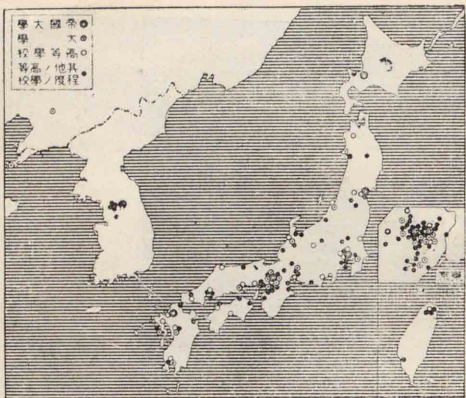 帝國大學
大學
高等學校
其他ノ高等
程度ノ學校